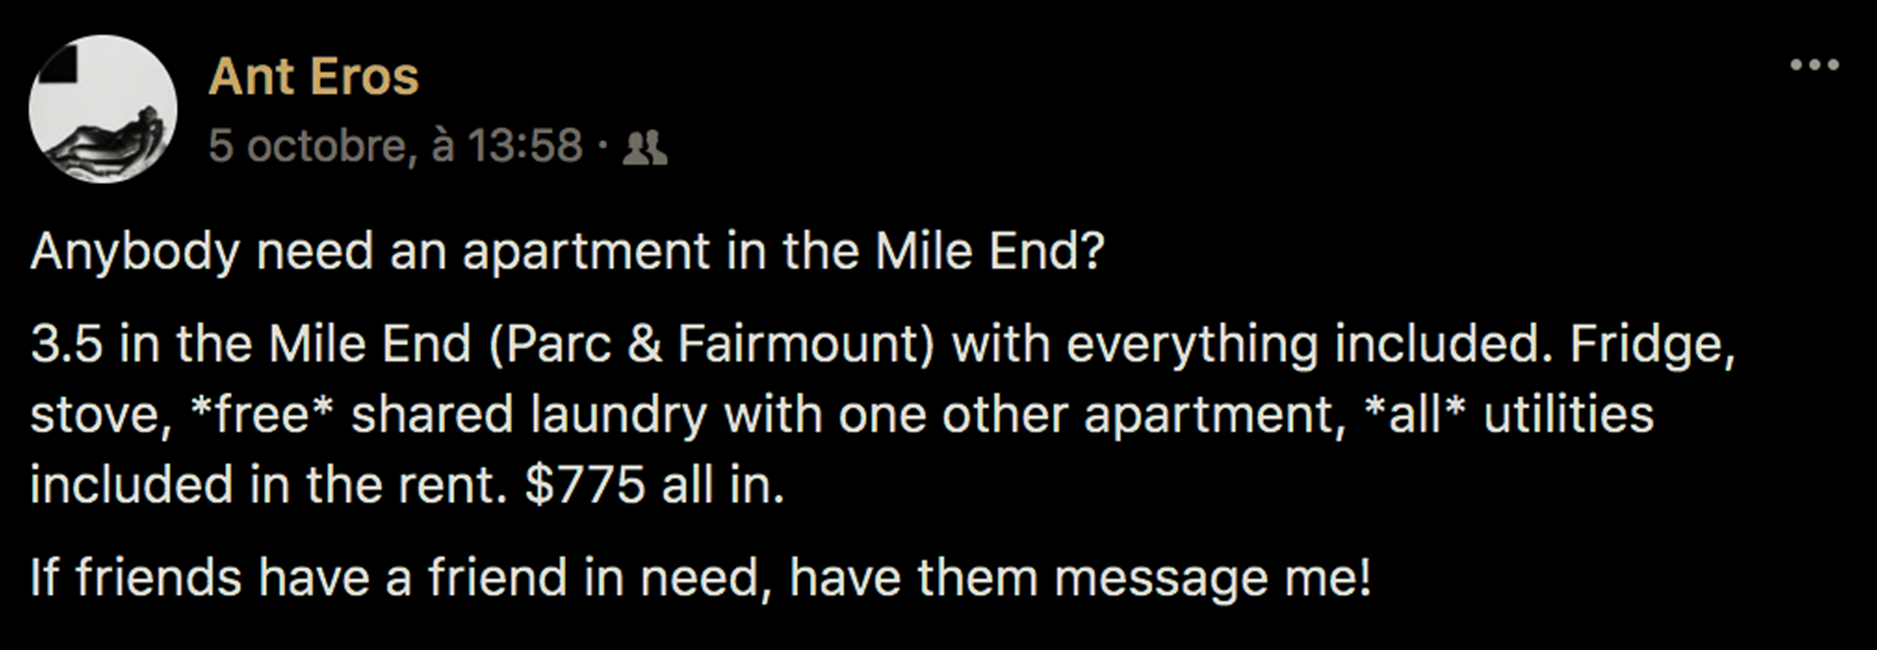 Ant Eros
5 octobre, à 13:58 ·
Anybody need an apartment in the Mile End?
3.5 in the Mile End (Parc & Fairmount) with everything included. Fridge,
stove, *free* shared laundry with one other apartment, *all* utilities
included in the rent. $775 all in.
If friends have a friend in need, have them message me!